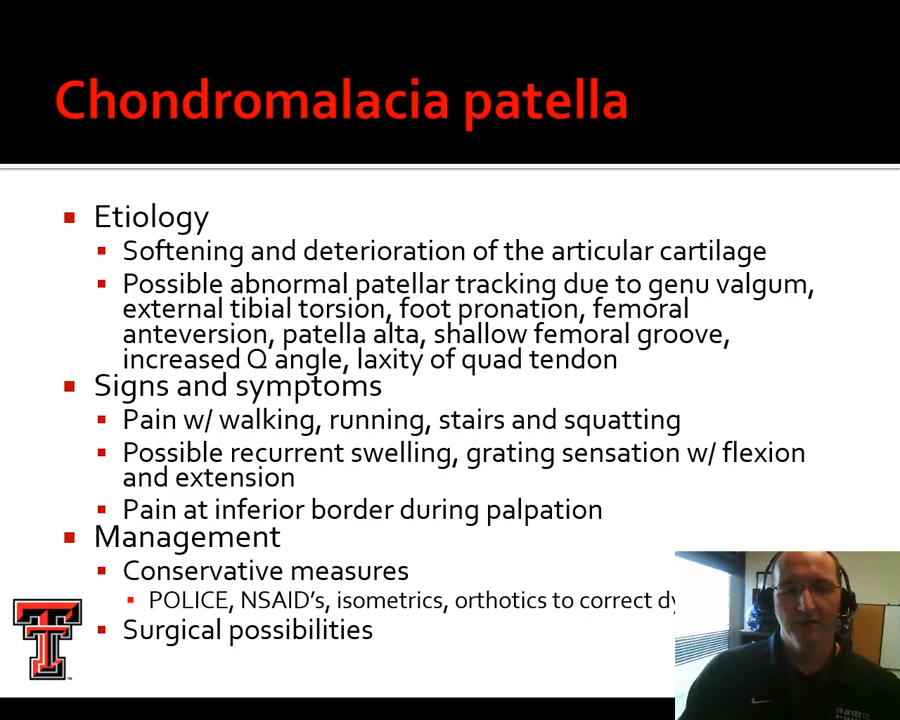 Chondromalacia patella
Etiology
Softening and deterioration of the articular cartilage
Possible abnormal patellar tracking due to genu valgum,
external tibial torsion, foot pronation, femoral
anteversion, patella alta, shallow femoral groove,
increased Q angle, laxity of quad tendon
Signs and symptoms
Pain w/ walking, running, stairs and squatting
Possible recurrent swelling, grating sensation w/ flexion
and extension
Pain at inferior border during palpation
Management
Conservative measures
POLICE, NSAID's, isometrics, orthotics to correct
Surgical possibilities